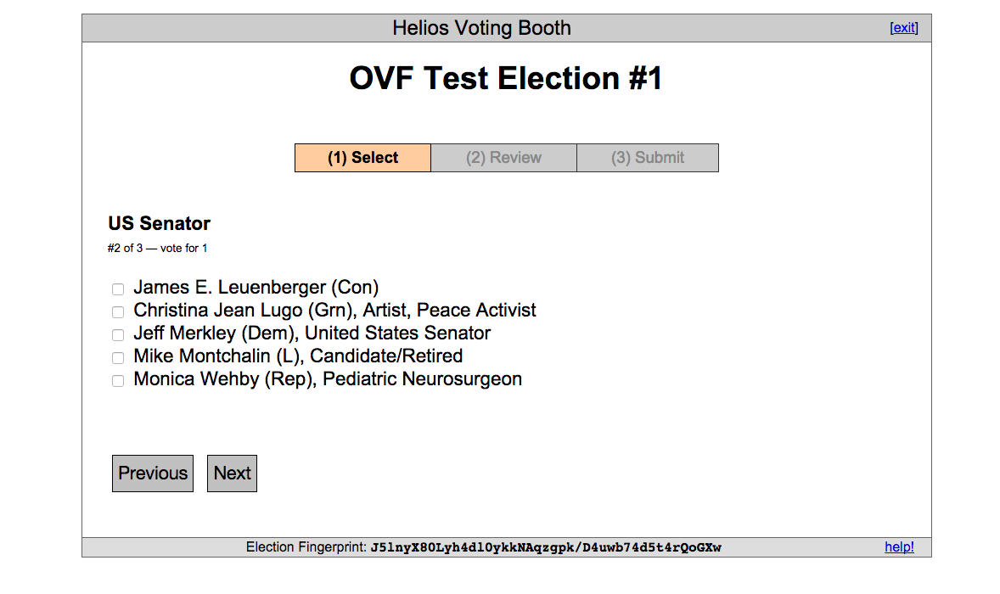 Helios Voting Booth
[exit]
OVF Test Election #1
(1) Select
(2) Review
(3) Submit
US Senator
#2 of 3 — vote for 1
James E. Leuenberger (Con)
Christina Jean Lugo (Grn), Artist, Peace Activist
Jeff Merkley (Dem), United States Senator
Mike Montchalin (L), Candidate/Retired
Monica Wehby (Rep), Pediatric Neurosurgeon
Previous
Next
Election Fingerprint: J5lnyX80Lyh4dl0ykkNAqzgpk/D4uwb74d5t4rQoGXw
help!